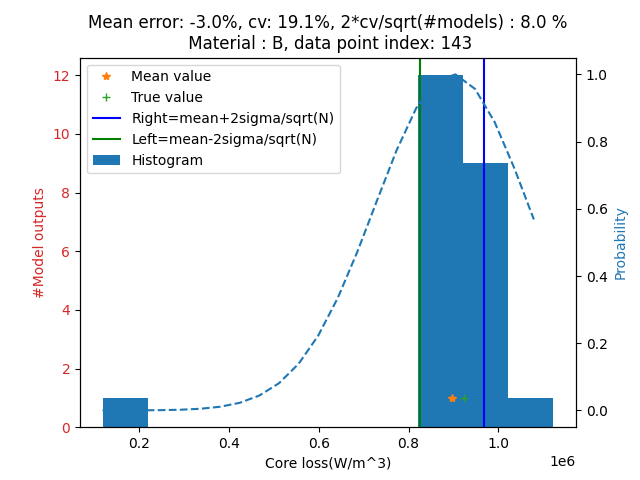 Mean error: -3.0%, cv: 19.1%, 2*cv/sqrt(#models) : 8.0 %
Material : B, data point index: 143
Mean value
True value
Right=mean+2sigma/sqrt(N)
Left=mean-2sigma/sqrt(N)
Histogram
#Model outputs
12
10
8
6
4
2
0
Probability
1.0
0.8
0.6
0.4
0.2
0.0
0.2
0.4
0.6
0.8
1.0
1e6
Core loss(W/m^3)